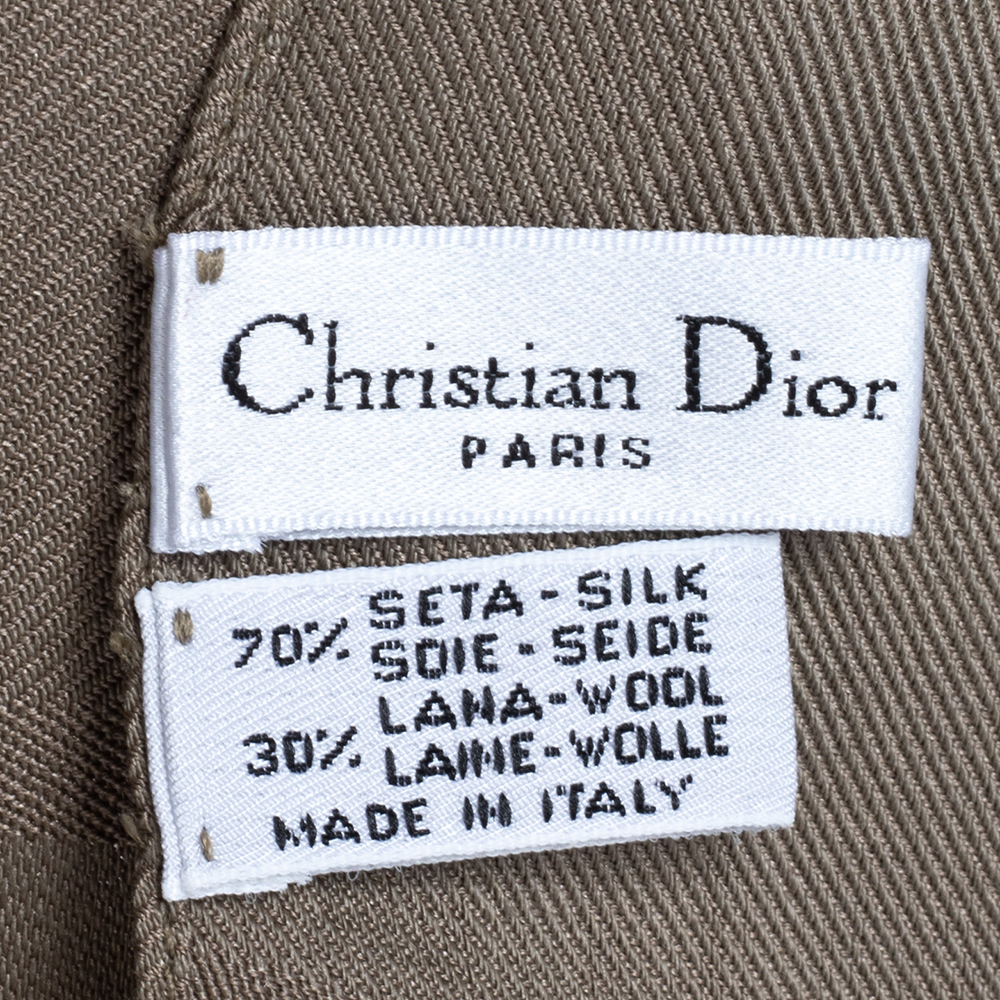 Christian Dior
PARIS
70% SETA - SILK
SOIE - SEIDE
30% LANA - WOOL
LAINE - WOLLE
MADE IN ITALY